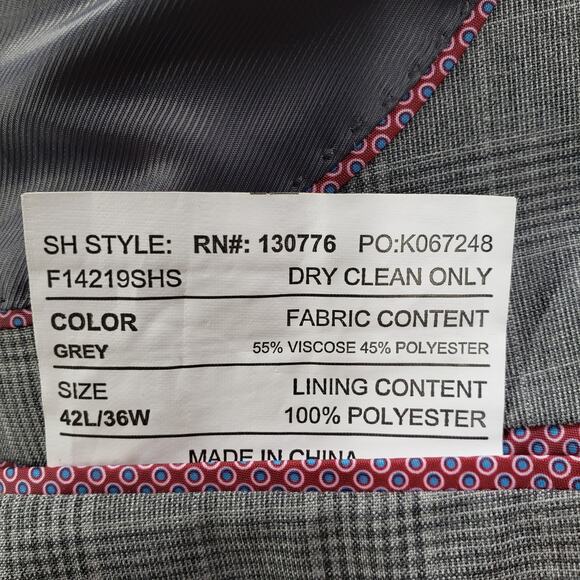 SH STYLE: RN#: 130776 PO:K067248
F14219SHS DRY CLEAN ONLY
COLOR FABRIC CONTENT
GREY 55% VISCOSE 45% POLYESTER
SIZE LINING CONTENT
42L/36W 100% POLYESTER
MADE IN CHINA